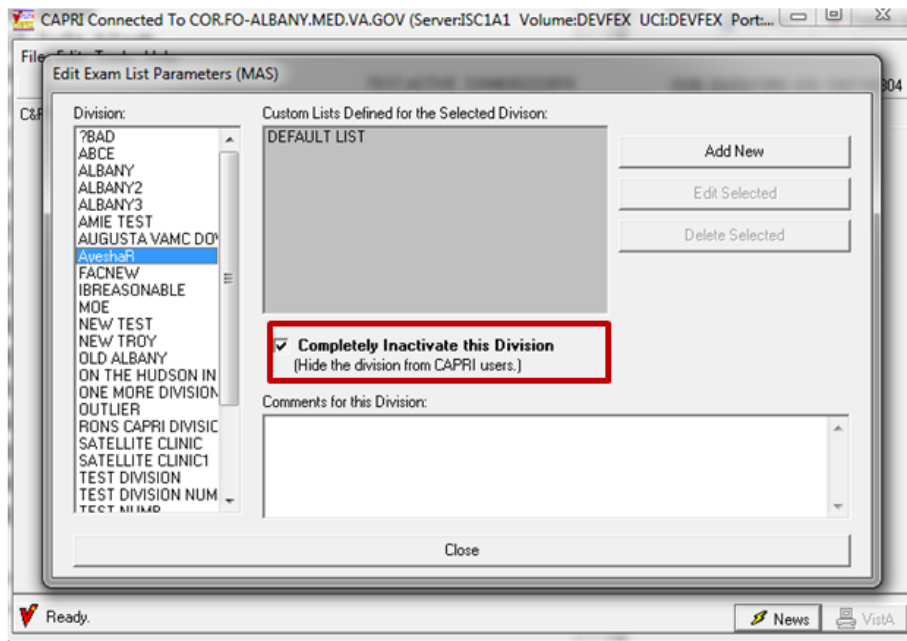 CAPRI Connected To COR.FO-ALBANY.MED.VA.GOV (Server:ISC1A1 Volume:DEVFEX UCI:DEVFEX Port:...
File
Edit Exam List Parameters (MAS)
804
C&P
Division:
Custom Lists Defined for the Selected Divison:
?BAD
ABCE
ALBANY
ALBANY2
ALBANY3
AMIE TEST
AUGUSTA VAMC DO
AyeshaR
FACNEW
IBREASONABLE
MOE
NEW TEST
NEW TROY
OLD ALBANY
ON THE HUDSON IN
ONE MORE DIVISION
OUTLIER
RONS CAPRI DIVISIC
SATELLITE CLINIC
SATELLITE CLINIC1
TEST DIVISION
TEST DIVISION NUM
TEST NUMB
DEFAULT LIST
Add New
Edit Selected
Delete Selected
Completely Inactivate this Division
(Hide the division from CAPRI users.)
Comments for this Division:
Close
Ready.
News
VistA